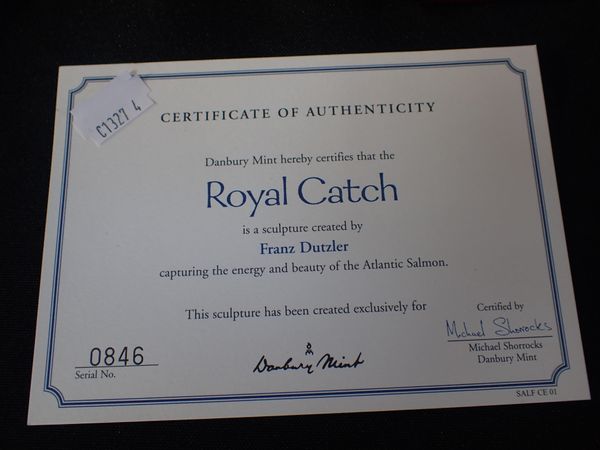 C1327 4
CERTIFICATE OF AUTHENTICITY
Danbury Mint hereby certifies that the
Royal Catch
is a sculpture created by
Franz Dutzler
capturing the energy and beauty of the Atlantic Salmon.
This sculpture has been created exclusively for
Danbury Mint
0846
Serial No.
Certified by
Michael Shorrocks
Michael Shorrocks
Danbury Mint
SALF CE 01